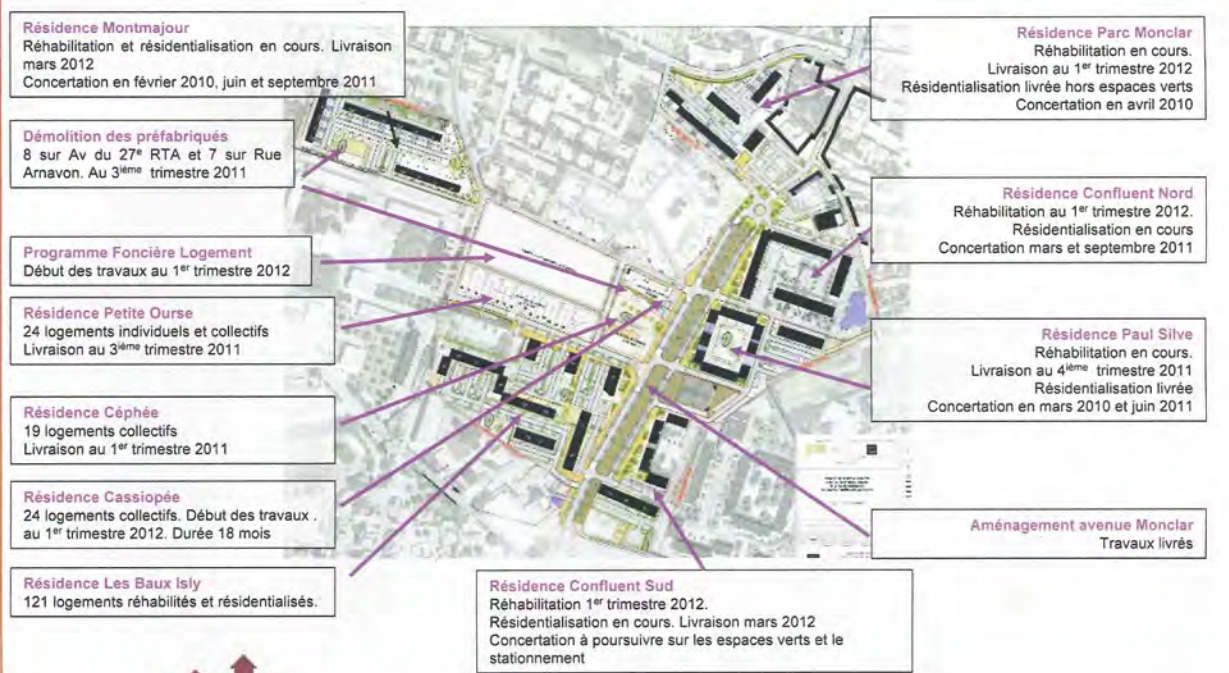 Résidence Montmajour
Réhabilitation et résidentialisation en cours. Livraison
mars 2012
Concertation en février 2010, juin et septembre 2011
Démolition des préfabriqués
8 sur Av du 27e RTA et 7 sur Rue
Arnavon. Au 3ième trimestre 2011
Programme Foncière Logement
Début des travaux au 1er trimestre 2012
Résidence Petite Ourse
24 logements individuels et collectifs
Livraison au 3ième trimestre 2011
Résidence Céphée
19 logements collectifs
Livraison au 1er trimestre 2011
Résidence Cassiopée
24 logements collectifs. Début des travaux .
au 1er trimestre 2012. Durée 18 mois
Résidence Les Baux Isly
121 logements réhabilités et résidentialisés.
Résidence Parc Monclar
Réhabilitation en cours.
Livraison au 1er trimestre 2012
Résidentialisation livrée hors espaces verts
Concertation en avril 2010
Résidence Confluent Nord
Réhabilitation au 1er trimestre 2012.
Résidentialisation en cours
Concertation mars et septembre 2011
Résidence Paul Silve
Réhabilitation en cours.
Livraison au 4ième trimestre 2011
Résidentialisation livrée
Concertation en mars 2010 et juin 2011
Aménagement avenue Monclar
Travaux livrés
Résidence Confluent Sud
Réhabilitation 1er trimestre 2012.
Résidentialisation en cours. Livraison mars 2012
Concertation à poursuivre sur les espaces verts et le
stationnement